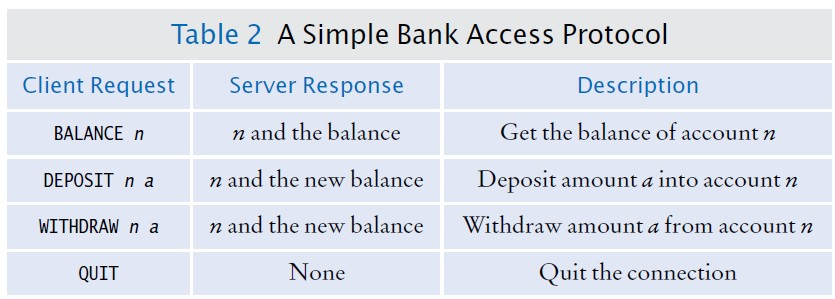 Table 2 A Simple Bank Access Protocol
Client Request Server Response Description
BALANCE n n and the balance Get the balance of account n
DEPOSIT n a n and the new balance Deposit amount a into account n
WITHDRAW n a n and the new balance Withdraw amount a from account n
QUIT None Quit the connection